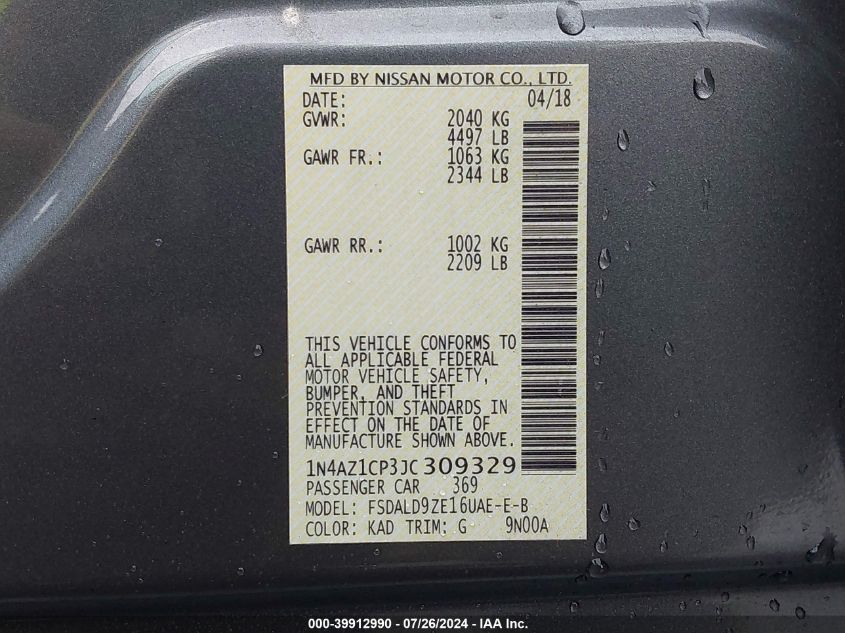 MFD BY NISSAN MOTOR CO., LTD.
DATE: 04/18
GVWR: 2040 KG
4497 LB
GAWR FR.: 1063 KG
2344 LB
GAWR RR.: 1002 KG
2209 LB
THIS VEHICLE CONFORMS TO
ALL APPLICABLE FEDERAL
MOTOR VEHICLE SAFETY,
BUMPER, AND THEFT
PREVENTION STANDARDS IN
EFFECT ON THE DATE OF
MANUFACTURE SHOWN ABOVE.
1N4AZ1CP3JC309329
PASSENGER CAR 369
MODEL: FSDALD9ZE16UAE-E-B
COLOR: KAD TRIM: G 9N00A
000-39912990 - 07/26/2024 - IAA Inc.